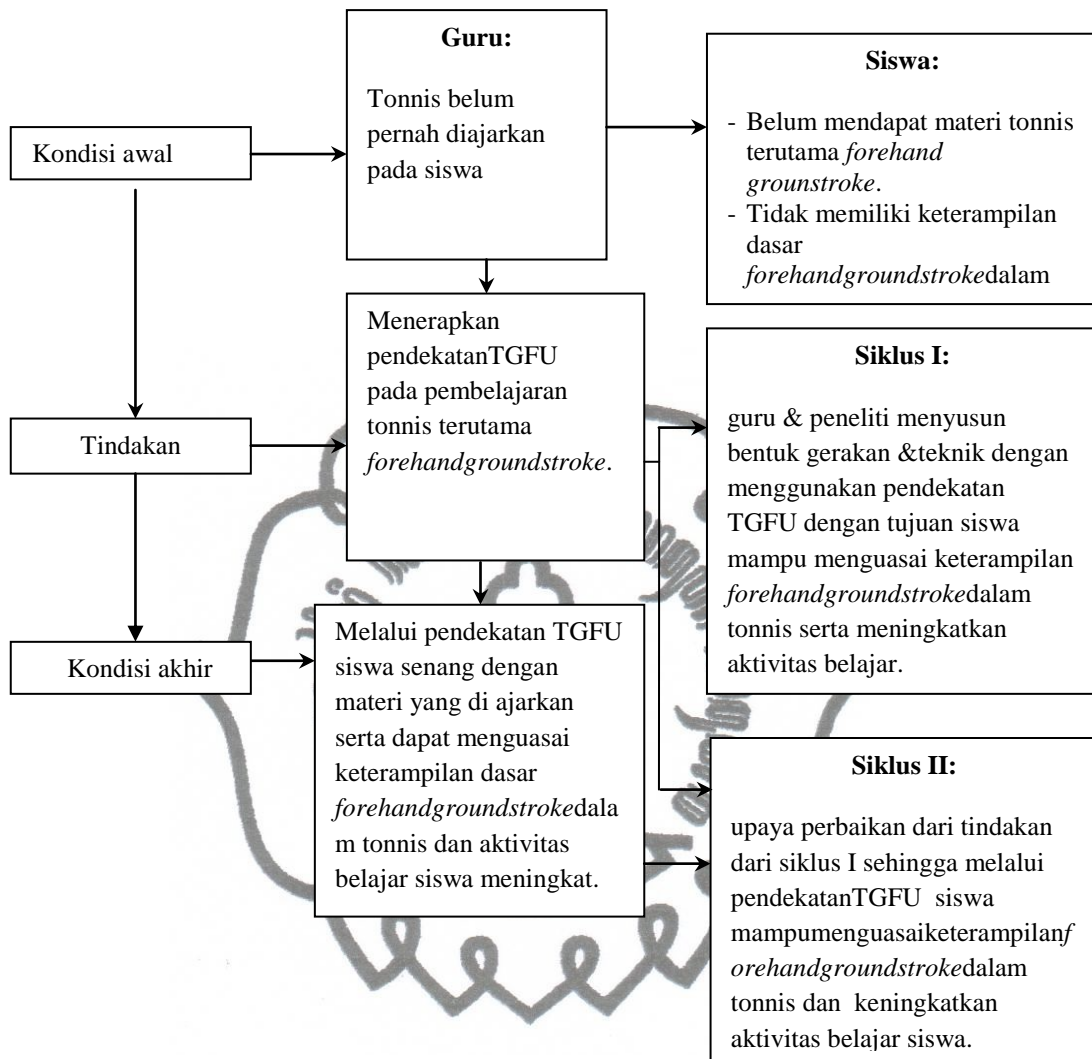 Guru:
Tonnis belum
pernah diajarkan
pada siswa
Siswa:
- Belum mendapat materi tonnis
terutama forehand
grounstroke.
- Tidak memiliki keterampilan
dasar
forehandgroundstrokedalam
Kondisi awal
Menerapkan
pendekatanTGFU
pada pembelajaran
tonnis terutama
forehandgroundstroke.
Siklus I:
guru & peneliti menyusun
bentuk gerakan &teknik dengan
menggunakan pendekatan
TGFU dengan tujuan siswa
mampu menguasai keterampilan
forehandgroundstrokedalam
tonnis serta meningkatkan
aktivitas belajar.
Tindakan
Kondisi akhir
Melalui pendekatan TGFU
siswa senang dengan
materi yang di ajarkan
serta dapat menguasai
keterampilan dasar
forehandgroundstrokedala
m tonnis dan aktivitas
belajar siswa meningkat.
Siklus II:
upaya perbaikan dari tindakan
dari siklus I sehingga melalui
pendekatanTGFU siswa
mampumenguasaiketerampilanf
orehandgroundstrokedalam
tonnis dan keningkatkan
aktivitas belajar siswa.